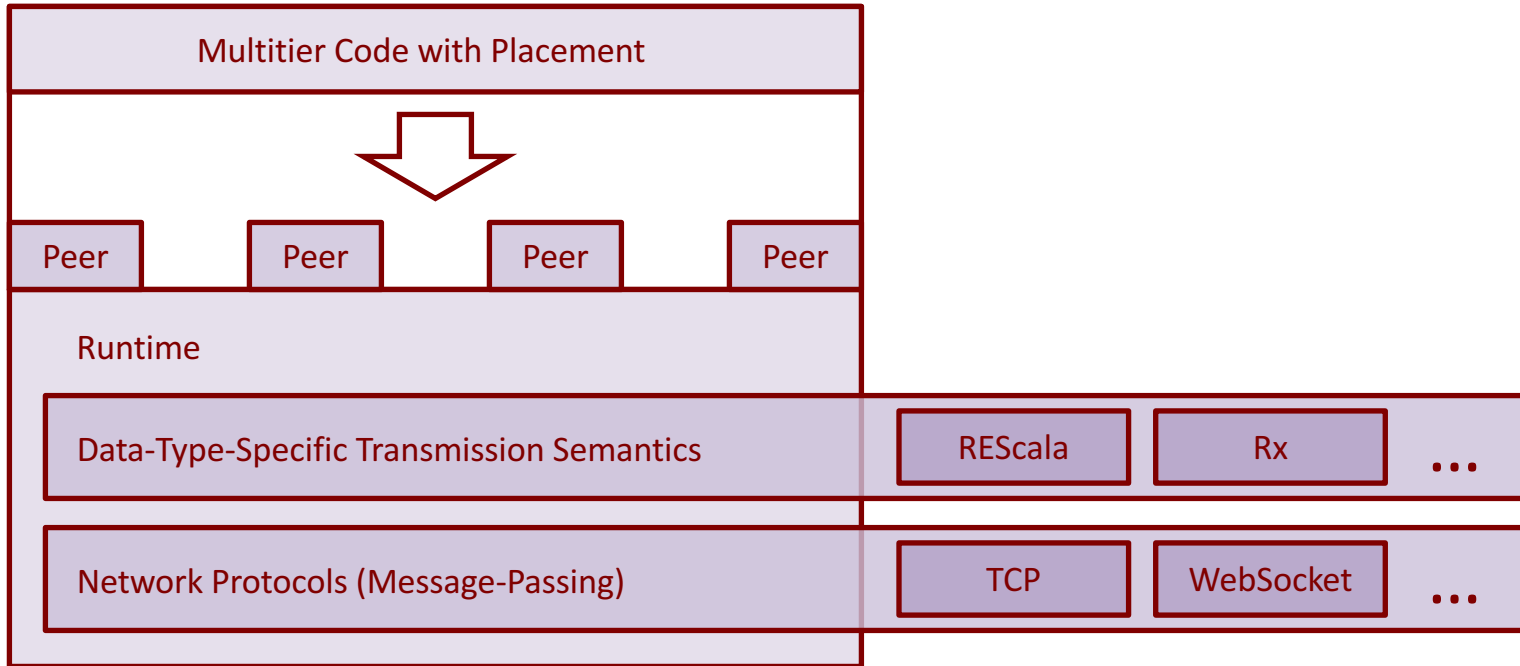 Multitier Code with Placement
Peer Peer Peer Peer
Runtime
Data-Type-Specific Transmission Semantics REScala Rx ...
Network Protocols (Message-Passing) TCP WebSocket ...